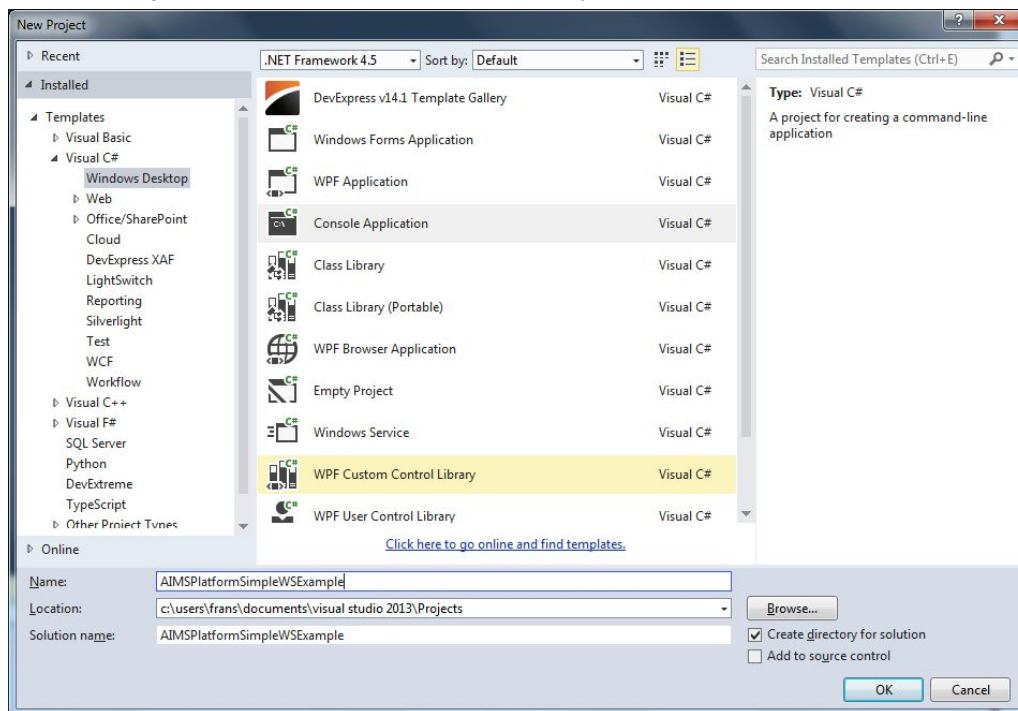 New Project
Recent
.NET Framework 4.5 Sort by: Default
Search Installed Templates (Ctrl+E)
Installed
Templates
Visual Basic
Visual C#
Windows Desktop
Web
Office/SharePoint
Cloud
DevExpress XAF
LightSwitch
Reporting
Silverlight
Test
WCF
Workflow
Visual C++
Visual F#
SQL Server
Python
DevExtreme
TypeScript
Other Project Types
Online
DevExpress v14.1 Template Gallery Visual C#
Windows Forms Application Visual C#
WPF Application Visual C#
Console Application Visual C#
Class Library Visual C#
Class Library (Portable) Visual C#
WPF Browser Application Visual C#
Empty Project Visual C#
Windows Service Visual C#
WPF Custom Control Library Visual C#
WPF User Control Library Visual C#
Click here to go online and find templates.
Type: Visual C#
A project for creating a command-line
application
Name: AIMSPlatformSimpleWSExample
Location: c:\users\frans\documents\visual studio 2013\Projects
Browse...
Solution name: AIMSPlatformSimpleWSExample
Create directory for solution
Add to source control
OK Cancel